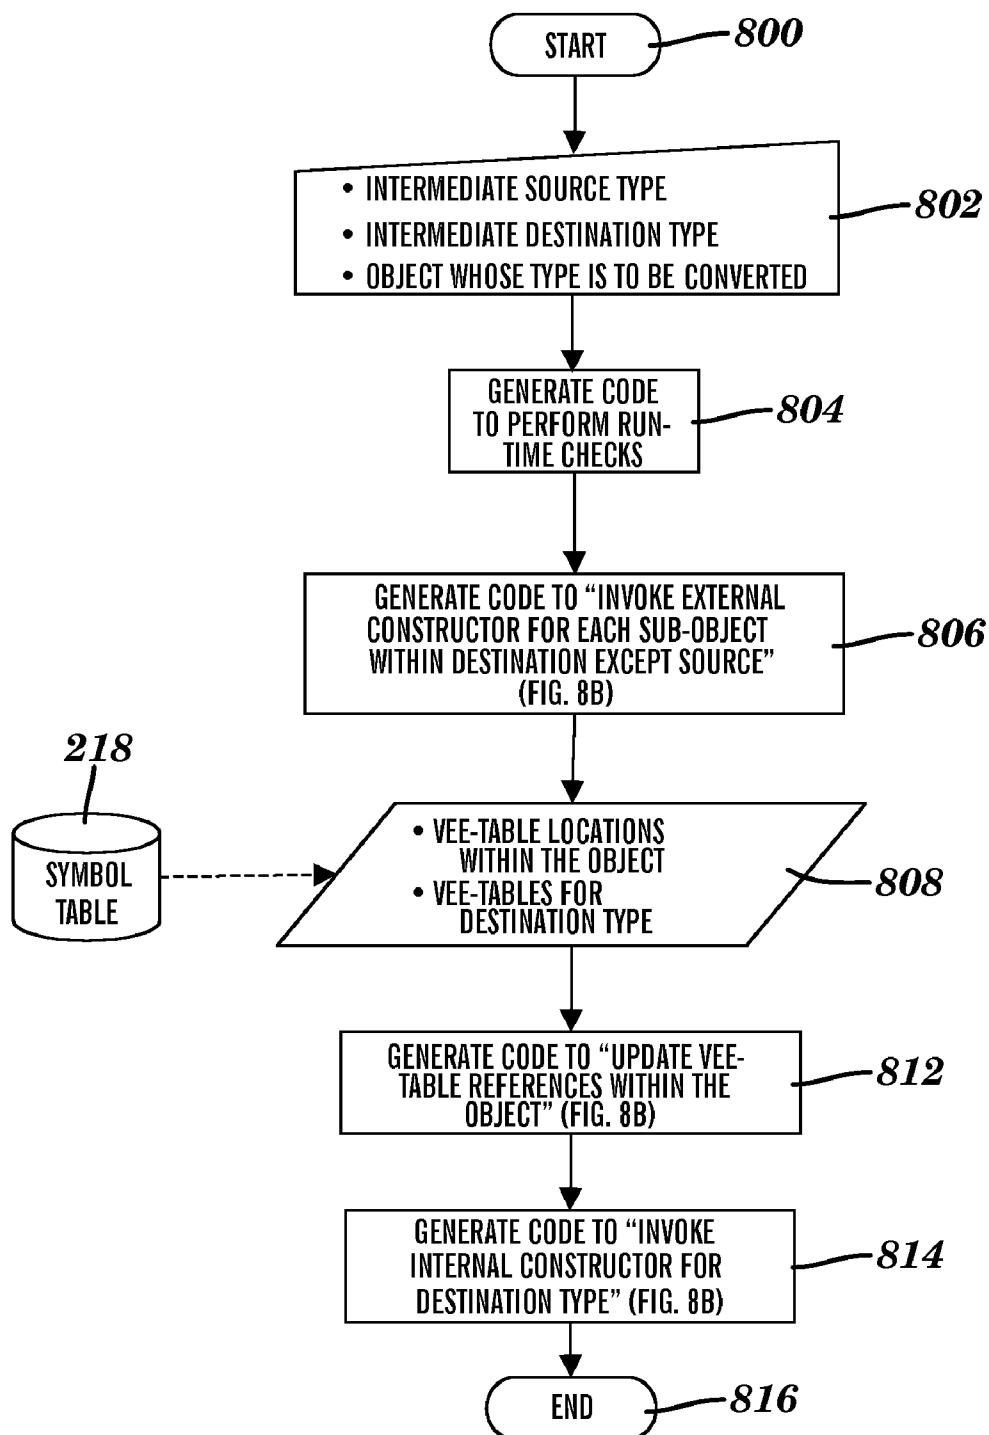 START
800
• INTERMEDIATE SOURCE TYPE
• INTERMEDIATE DESTINATION TYPE
• OBJECT WHOSE TYPE IS TO BE CONVERTED
802
GENERATE CODE
TO PERFORM RUN-
TIME CHECKS
804
GENERATE CODE TO “INVOKE EXTERNAL
CONSTRUCTOR FOR EACH SUB-OBJECT
WITHIN DESTINATION EXCEPT SOURCE”
(FIG. 8B)
806
218
SYMBOL
TABLE
• VEE-TABLE LOCATIONS
WITHIN THE OBJECT
• VEE-TABLES FOR
DESTINATION TYPE
808
GENERATE CODE TO “UPDATE VEE-
TABLE REFERENCES WITHIN THE
OBJECT” (FIG. 8B)
812
GENERATE CODE TO “INVOKE
INTERNAL CONSTRUCTOR FOR
DESTINATION TYPE” (FIG. 8B)
814
END
816